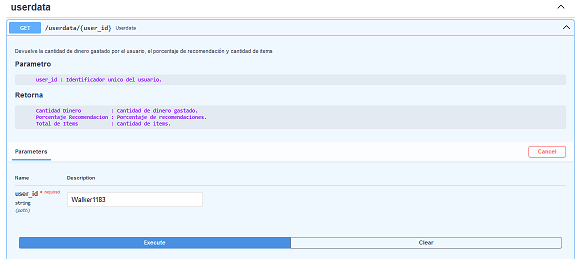 userdata
GET /userdata/{user_id} Userdata
Devuelve la cantidad de dinero gastado por el usuario, el porcentaje de recomendación y cantidad de items
Parametro
user_id : Identificador unico del usuario.
Retorna
Cantidad Dinero : Cantidad de dinero gastado.
Porcentaje Recomendacion : Porcentaje de recomendaciones.
Total de Items : Cantidad de items.
Parameters
Cancel
Name Description
user_id * required
string
(path)
Walker1183
Execute Clear